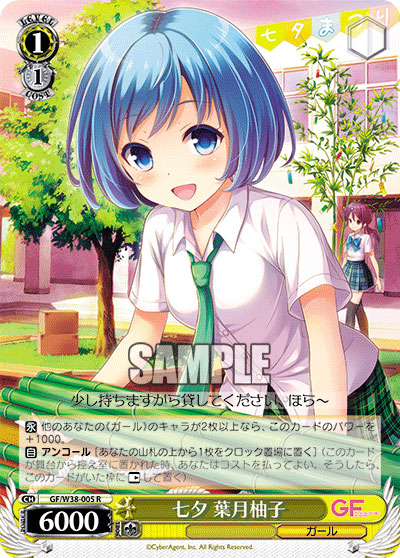 LEVEL
1
1
COST
七夕まつり
SAMPLE
少し持ちますから貸してください。ほら～
永 他のあなたの《ガール》のキャラが2枚以上なら、このカードのパワーを
+1000。
自 アンコール ［あなたの山札の上から1枚をクロック置場に置く］（このカード
が舞台から控え室に置かれた時、あなたはコストを払ってよい。そうしたら、
このカードがいた枠に置く）
CH GF/W38-005 R
6000
七夕 葉月柚子
GF
ガール
©CyberAgent, Inc. All Rights Reserved.